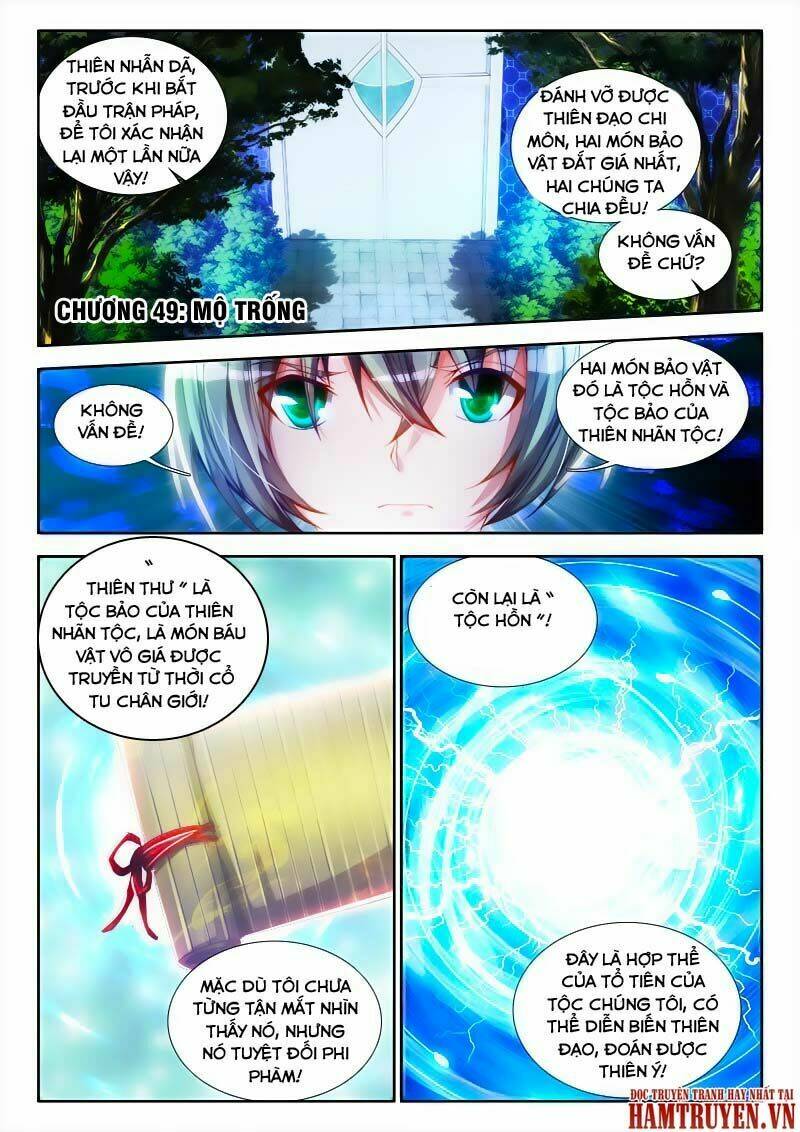 THIÊN NHẪN DÃ,
TRƯỚC KHI BẮT
ĐẦU TRẬN PHÁP,
ĐỂ TÔI XÁC NHẬN
LẠI MỘT LẦN NỮA
VẬY!
ĐÁNH VỠ ĐƯỢC
THIÊN ĐẠO CHI
MÔN, HAI MÓN BẢO
VẬT ĐẮT GIÁ NHẤT,
HAI CHÚNG TA
CHIA ĐỀU!
KHÔNG VẤN
ĐỀ CHỨ?
CHƯƠNG 49: MỘ TRỐNG
KHÔNG
VẤN ĐỀ!
HAI MÓN BẢO VẬT
ĐÓ LÀ TỘC HỒN VÀ
TỘC BẢO CỦA
THIÊN NHÃN TỘC!
“
THIÊN THƯ “ LÀ
TỘC BẢO CỦA THIÊN
NHÃN TỘC, LÀ MÓN BÁU
VẬT VÔ GIÁ ĐƯỢC
TRUYỀN TỪ THỜI CỔ
TU CHÂN GIỚI!
CÒN LẠI LÀ “
TỘC HỒN “!
MẶC DÙ TÔI CHƯA
TỪNG TẬN MẮT NHÌN
THẤY NÓ, NHƯNG
NÓ TUYỆT ĐỐI PHI
PHÀM!
ĐÂY LÀ HỢP THỂ
CỦA TỔ TIÊN CỦA
TỘC CHÚNG TÔI, CÓ
THỂ DIỄN BIẾN THIÊN
ĐẠO, ĐOÁN ĐƯỢC
THIÊN Ý!
ĐỌC TRUYỆN TRANH HAY NHẤT TẠI
HAMTRUYEN.VN